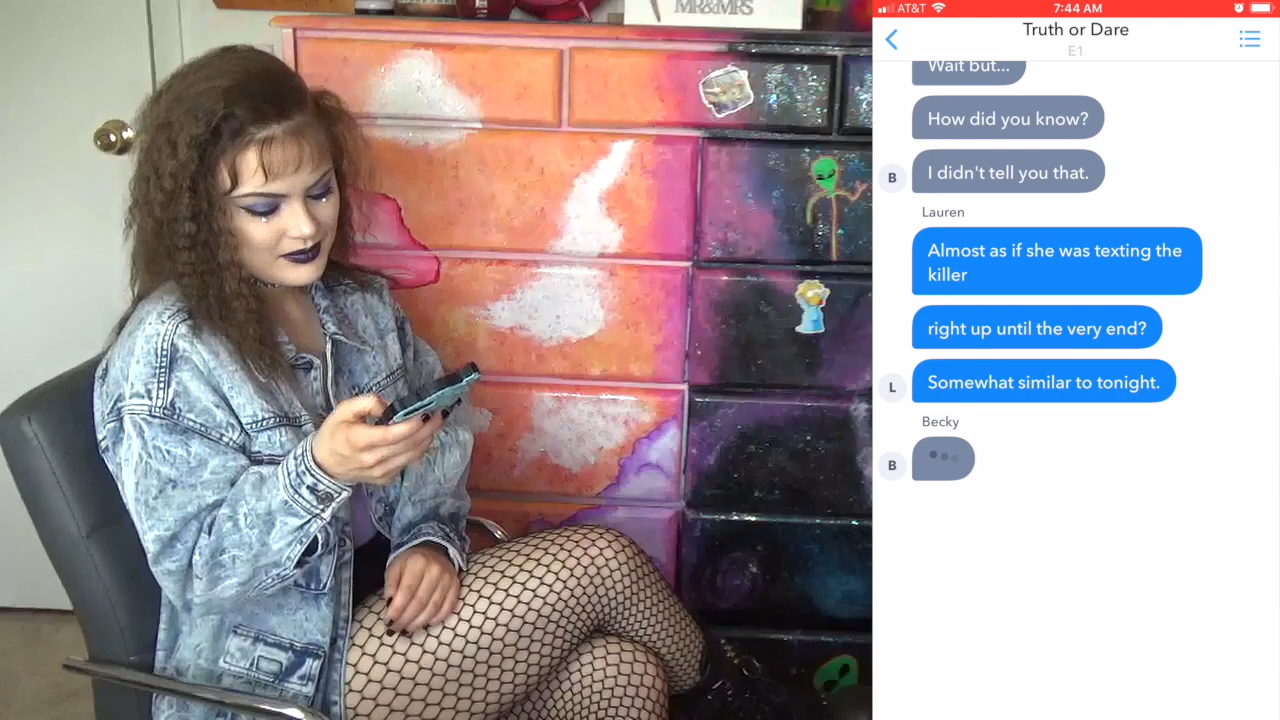 MR&MRS
AT&T 7:44 AM
Truth or Dare
E1
Wait but...
How did you know?
B I didn't tell you that.
Lauren
Almost as if she was texting the
killer
right up until the very end?
L Somewhat similar to tonight.
Becky
B